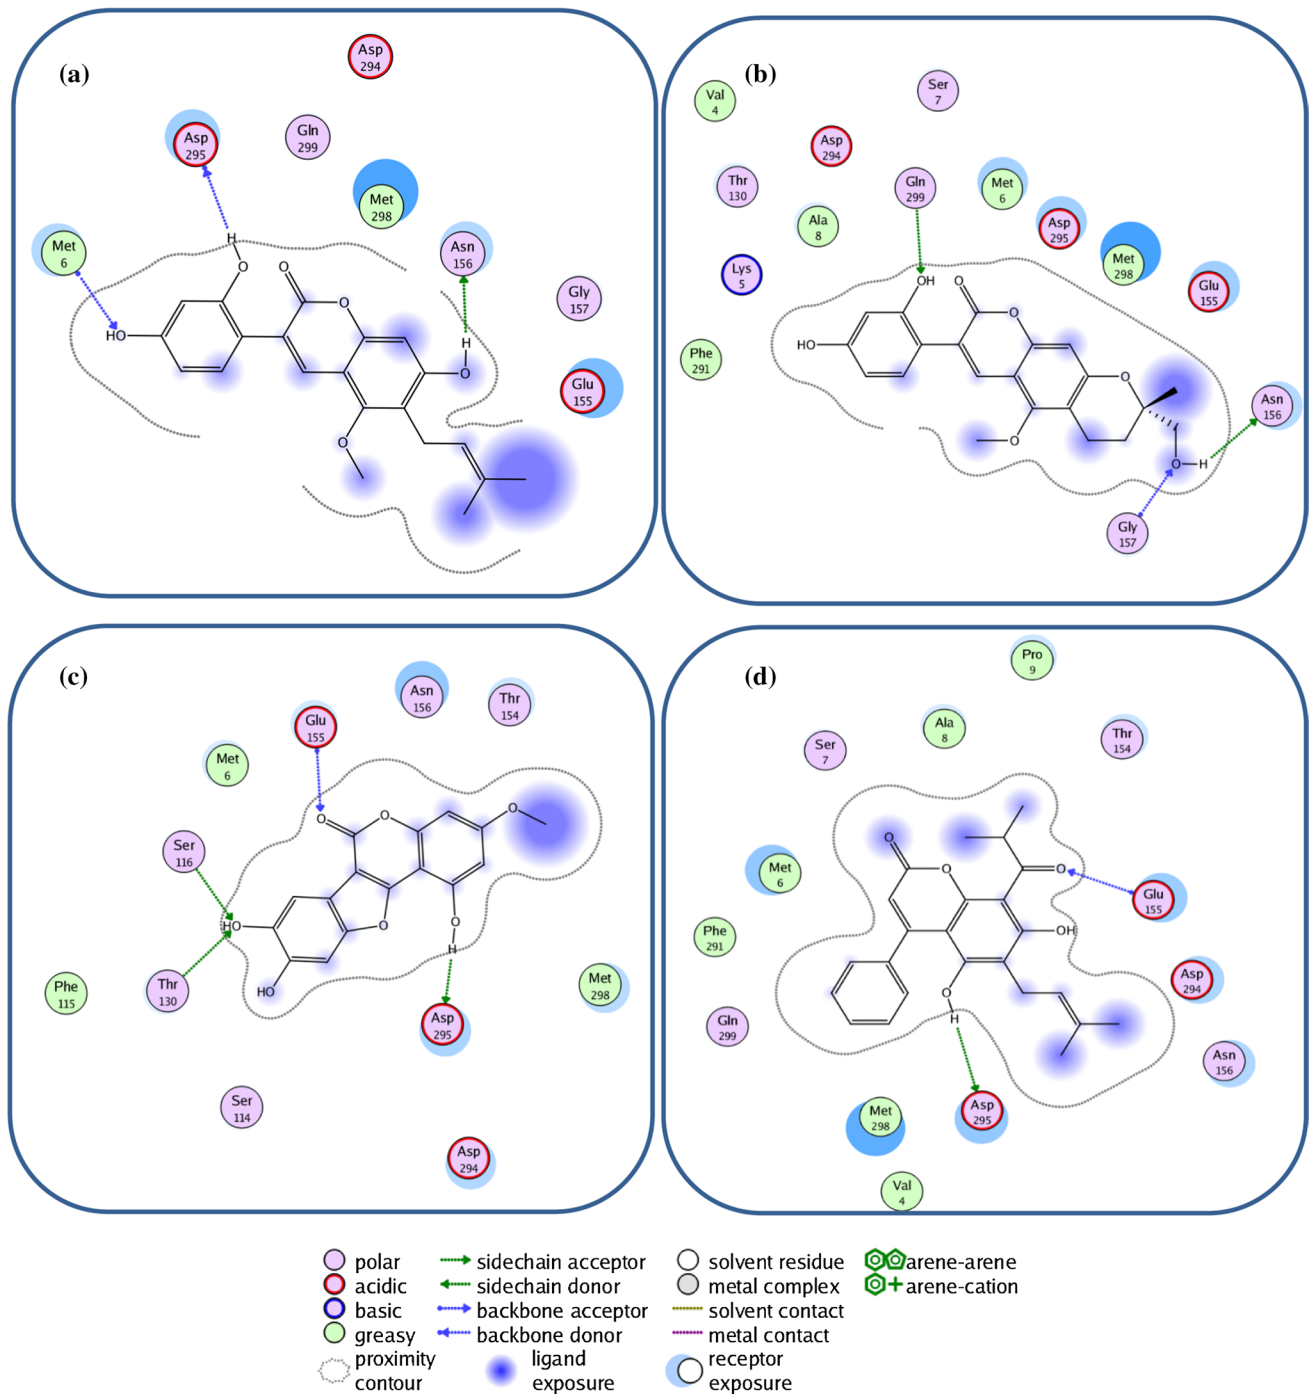 (a)
Asp
294
Asp
295
Gln
299
Met
298
Met
6
Asn
156
Gly
157
Glu
155
H
O
O
O
HO
H
O
O
(b)
Val
4
Ser
7
Asp
294
Thr
130
Gln
299
Met
6
Ala
8
Asp
295
Met
298
Lys
5
Glu
155
Phe
291
Asn
156
Gly
157
OH
O
O
HO
O
O
O
H
(c)
Asn
156
Thr
154
Glu
155
Met
6
Ser
116
Phe
115
Thr
130
Met
298
Asp
295
Ser
114
Asp
294
O
O
O
HO
O
O
H
HO
(d)
Pro
9
Ala
8
Ser
7
Thr
154
Met
6
Glu
155
Phe
291
Asp
294
Gln
299
Asn
156
Met
298
Asp
295
Val
4
O
O
O
OH
O
H
polar
acidic
basic
greasy
proximity
contour
sidechain acceptor
sidechain donor
backbone acceptor
backbone donor
ligand
exposure
solvent residue
metal complex
solvent contact
metal contact
receptor
exposure
arene-arene
arene-cation